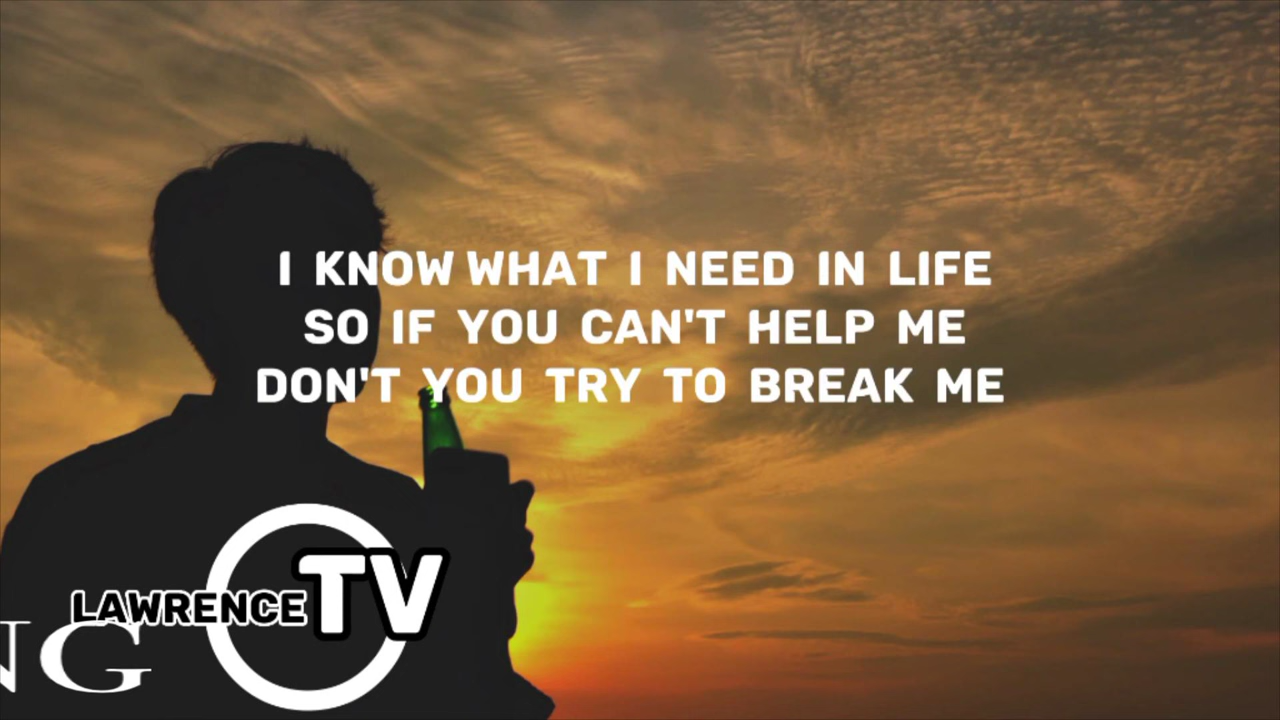 I KNOW WHAT I NEED IN LIFE
SO IF YOU CAN'T HELP ME
DON'T YOU TRY TO BREAK ME
LAWRENCE TV